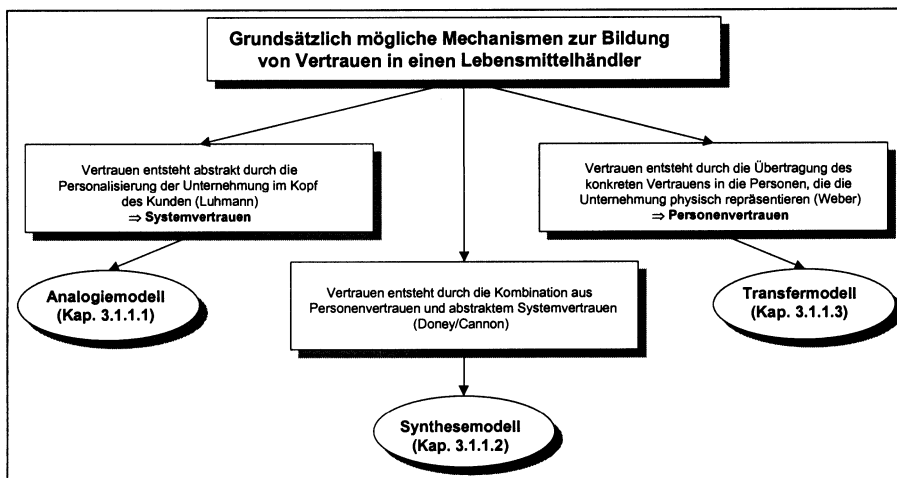 Grundsätzlich mögliche Mechanismen zur Bildung
von Vertrauen in einen Lebensmittelhändler
Vertrauen entsteht abstrakt durch die
Personalisierung der Unternehmung im Kopf
des Kunden (Luhmann)
⇒ Systemvertrauen
Vertrauen entsteht durch die Übertragung des
konkreten Vertrauens in die Personen, die die
Unternehmung physisch repräsentieren (Weber)
⇒ Personenvertrauen
Analogiemodell
(Kap. 3.1.1.1)
Vertrauen entsteht durch die Kombination aus
Personenvertrauen und abstraktem Systemvertrauen
(Doney/Cannon)
Transfermodell
(Kap. 3.1.1.3)
Synthesemodell
(Kap. 3.1.1.2)